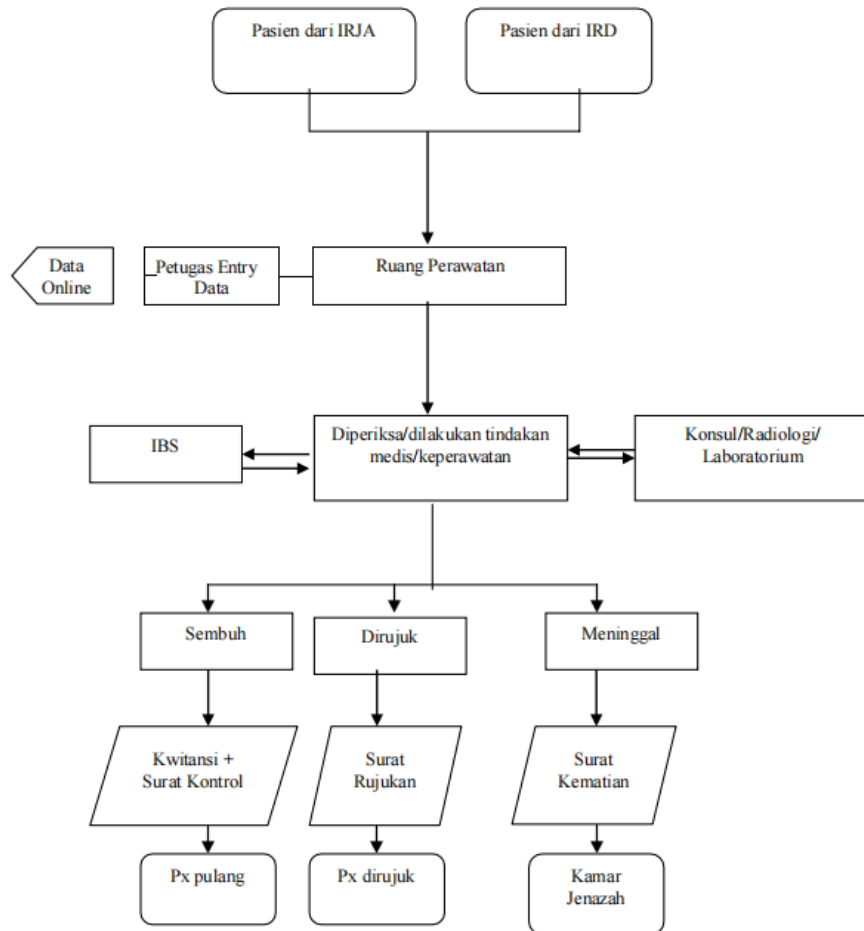 Pasien dari IRJA
Pasien dari IRD
Data
Online
Petugas Entry
Data
Ruang Perawatan
IBS
Diperiksa/dilakukan tindakan
medis/keperawatan
Konsul/Radiologi/
Laboratorium
Sembuh
Dirujuk
Meninggal
Kwitansi +
Surat Kontrol
Surat
Rujukan
Surat
Kematian
Px pulang
Px dirujuk
Kamar
Jenazah